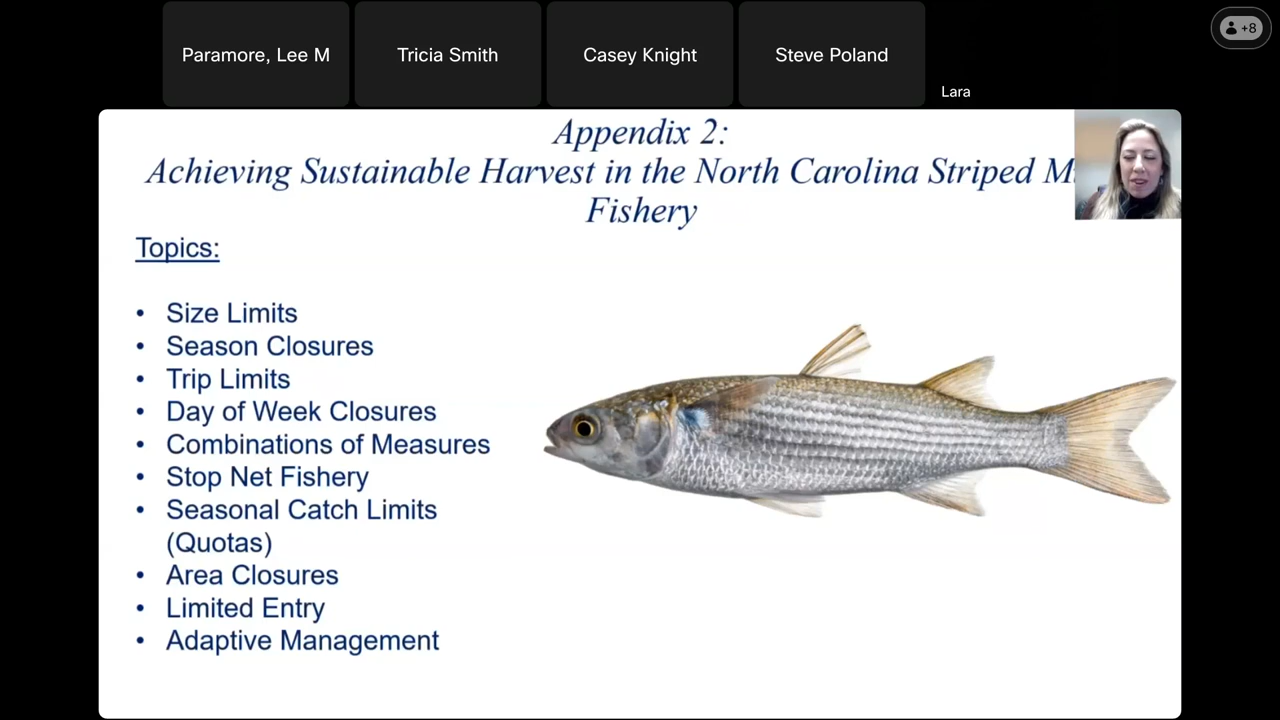 Paramore, Lee M
Tricia Smith
Casey Knight
Steve Poland
+8
Lara
Appendix 2:
Achieving Sustainable Harvest in the North Carolina Striped
Fishery
Topics:
• Size Limits
• Season Closures
• Trip Limits
• Day of Week Closures
• Combinations of Measures
• Stop Net Fishery
• Seasonal Catch Limits
(Quotas)
• Area Closures
• Limited Entry
• Adaptive Management